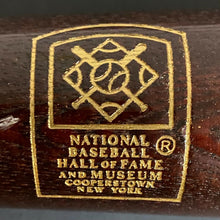 NATIONAL
BASEBALL
HALL OF FAME
AND MUSEUM
COOPERSTOWN
NEW YORK
®